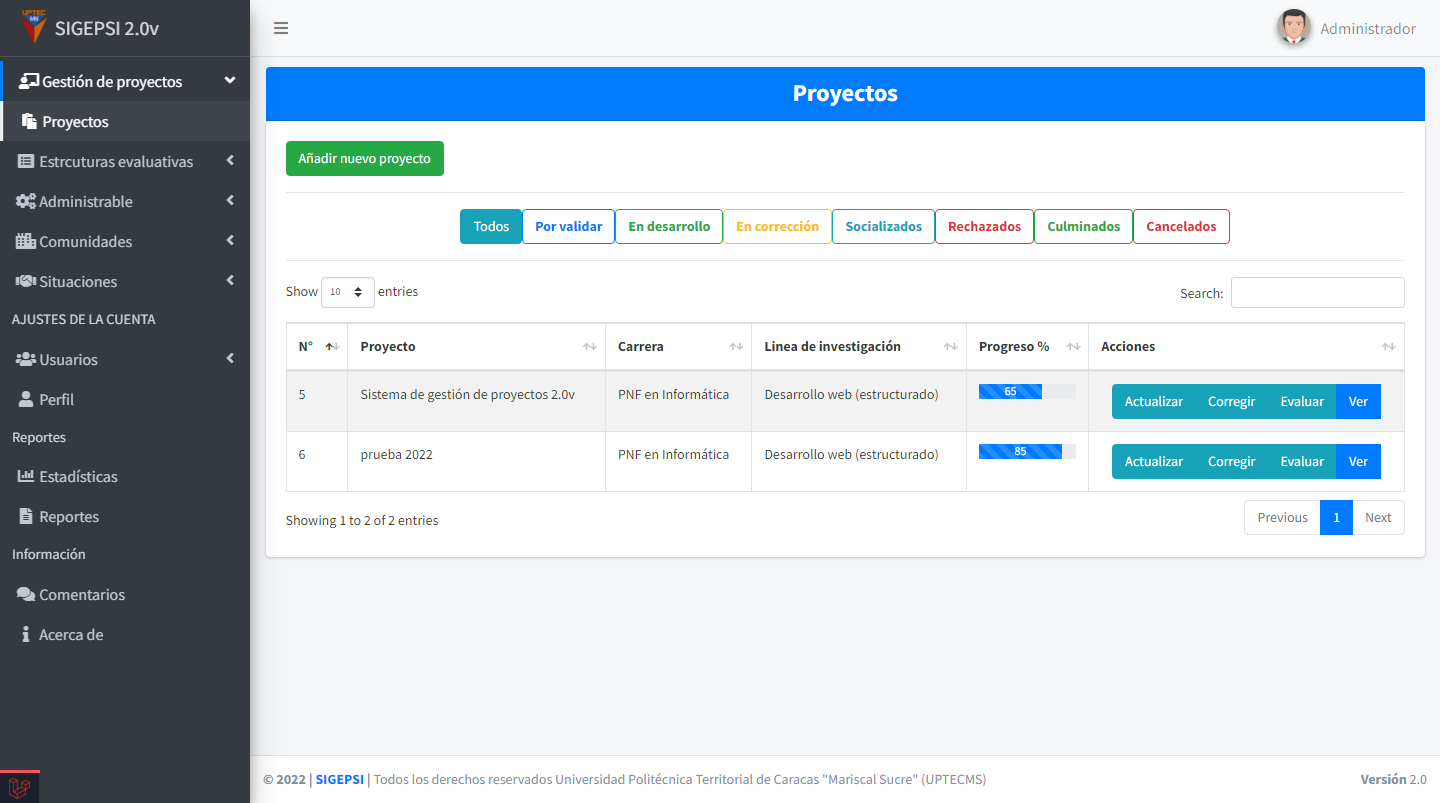 UPTEC
MS
SIGEPSI 2.0v
Administrador
Gestión de proyectos
Proyectos
Estrcuturas evaluativas
Administrable
Comunidades
Situaciones
AJUSTES DE LA CUENTA
Usuarios
Perfil
Reportes
Estadísticas
Reportes
Información
Comentarios
Acerca de
Proyectos
Añadir nuevo proyecto
Todos Por validar En desarrollo En corrección Socializados Rechazados Culminados Cancelados
Show 10 entries Search:
N° Proyecto Carrera Linea de investigación Progreso % Acciones
5 Sistema de gestión de proyectos 2.0v PNF en Informática Desarrollo web (estructurado) 65 Actualizar Corregir Evaluar Ver
6 prueba 2022 PNF en Informática Desarrollo web (estructurado) 85 Actualizar Corregir Evaluar Ver
Showing 1 to 2 of 2 entries Previous 1 Next
© 2022 | SIGEPSI | Todos los derechos reservados Universidad Politécnica Territorial de Caracas "Mariscal Sucre" (UPTECMS) Versión 2.0